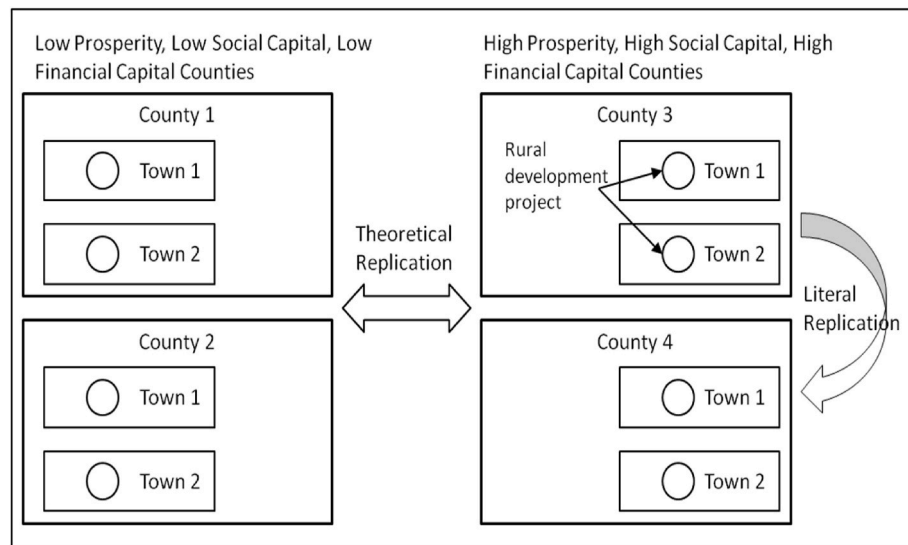 Low Prosperity, Low Social Capital, Low
Financial Capital Counties
High Prosperity, High Social Capital, High
Financial Capital Counties
County 1
Town 1
Town 2
County 3
Rural
development
project
Town 1
Town 2
Theoretical
Replication
Literal
Replication
County 2
Town 1
Town 2
County 4
Town 1
Town 2